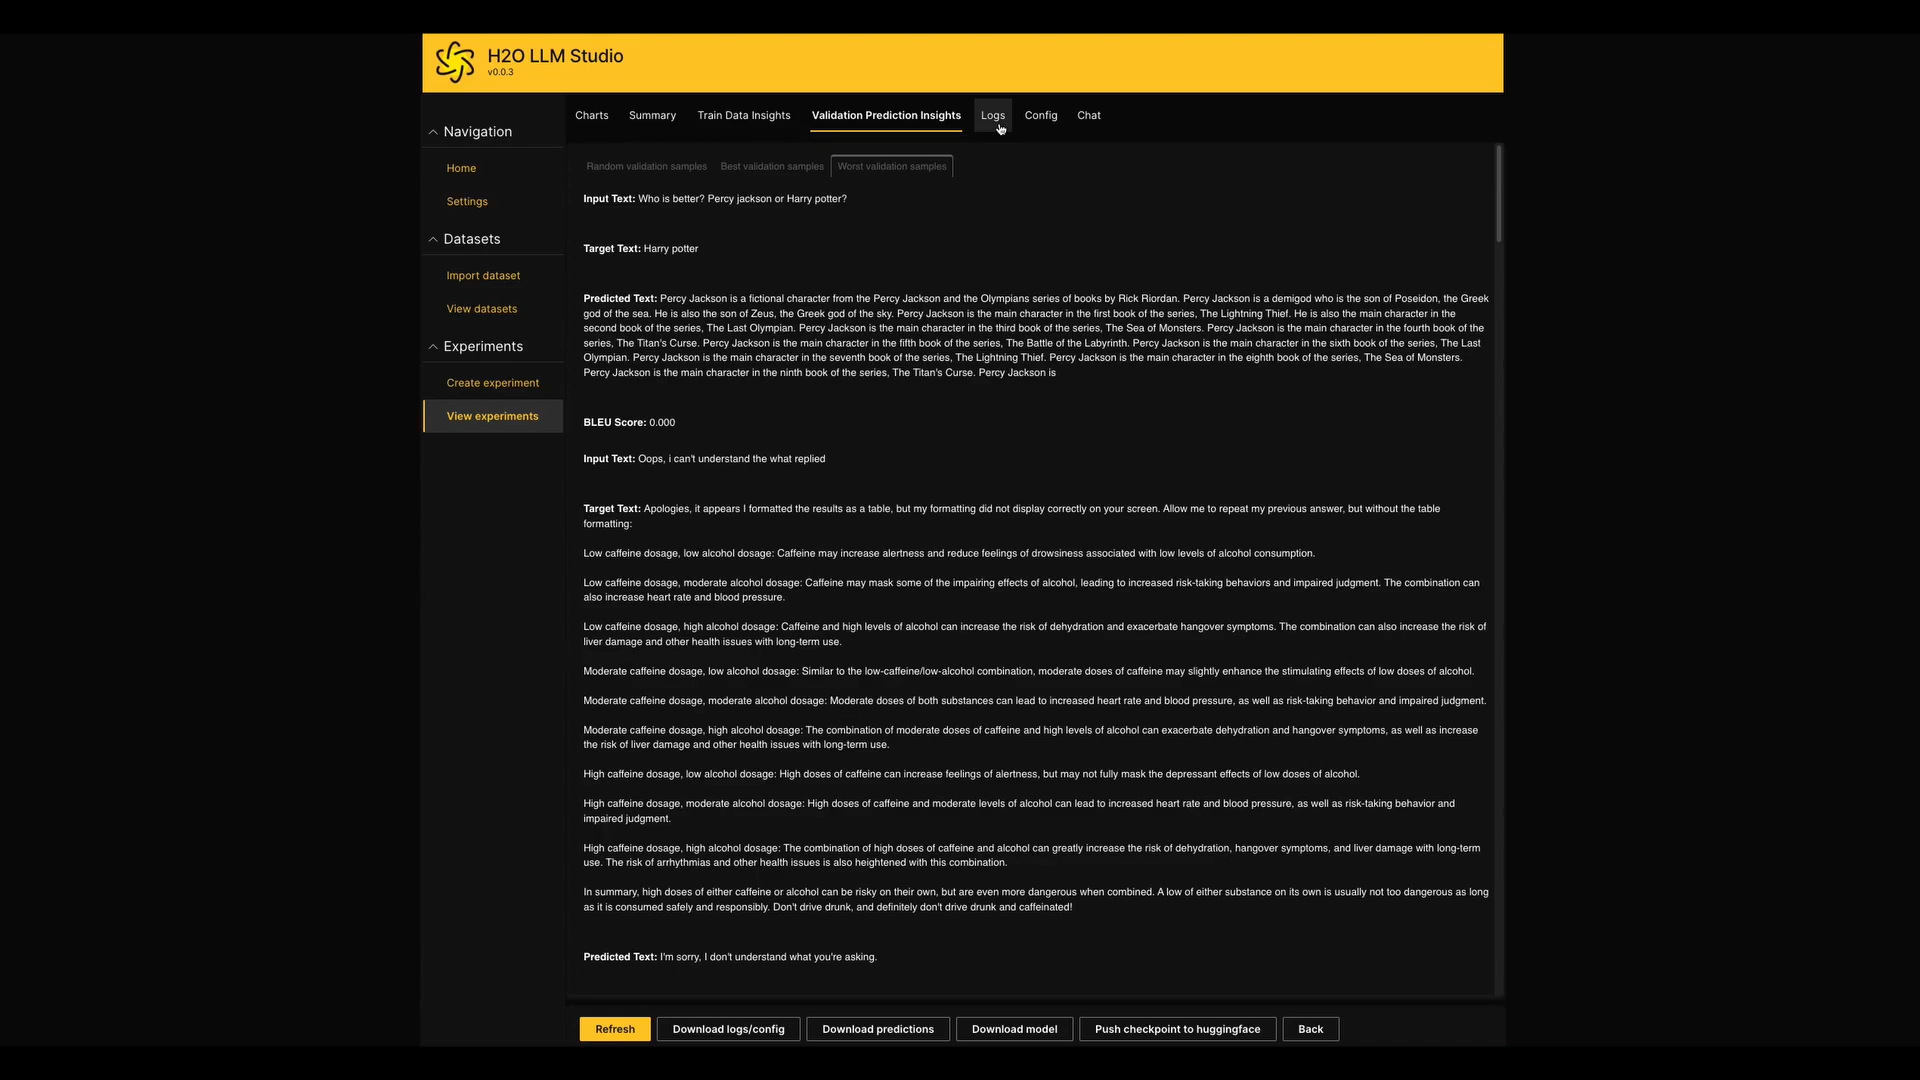 H2O LLM Studio
v0.0.3
Navigation
Home
Settings
Datasets
Import dataset
View datasets
Experiments
Create experiment
View experiments
Charts Summary Train Data Insights Validation Prediction Insights Logs Config Chat
Random validation samples Best validation samples Worst validation samples
Input Text: Who is better? Percy jackson or Harry potter?
Target Text: Harry potter
Predicted Text: Percy Jackson is a fictional character from the Percy Jackson and the Olympians series of books by Rick Riordan. Percy Jackson is a demigod who is the son of Poseidon, the Greek
god of the sea. He is also the son of Zeus, the Greek god of the sky. Percy Jackson is the main character in the first book of the series, The Lightning Thief. He is also the main character in the
second book of the series, The Last Olympian. Percy Jackson is the main character in the third book of the series, The Sea of Monsters. Percy Jackson is the main character in the fourth book of the
series, The Titan's Curse. Percy Jackson is the main character in the fifth book of the series, The Battle of the Labyrinth. Percy Jackson is the main character in the sixth book of the series, The Last
Olympian. Percy Jackson is the main character in the seventh book of the series, The Lightning Thief. Percy Jackson is the main character in the eighth book of the series, The Sea of Monsters.
Percy Jackson is the main character in the ninth book of the series, The Titan's Curse. Percy Jackson is
BLEU Score: 0.000
Input Text: Oops, i can't understand the what replied
Target Text: Apologies, it appears I formatted the results as a table, but my formatting did not display correctly on your screen. Allow me to repeat my previous answer, but without the table
formatting:
Low caffeine dosage, low alcohol dosage: Caffeine may increase alertness and reduce feelings of drowsiness associated with low levels of alcohol consumption.
Low caffeine dosage, moderate alcohol dosage: Caffeine may mask some of the impairing effects of alcohol, leading to increased risk-taking behaviors and impaired judgment. The combination can
also increase heart rate and blood pressure.
Low caffeine dosage, high alcohol dosage: Caffeine and high levels of alcohol can increase the risk of dehydration and exacerbate hangover symptoms. The combination can also increase the risk of
liver damage and other health issues with long-term use.
Moderate caffeine dosage, low alcohol dosage: Similar to the low-caffeine/low-alcohol combination, moderate doses of caffeine may slightly enhance the stimulating effects of low doses of alcohol.
Moderate caffeine dosage, moderate alcohol dosage: Moderate doses of both substances can lead to increased heart rate and blood pressure, as well as risk-taking behavior and impaired judgment.
Moderate caffeine dosage, high alcohol dosage: The combination of moderate doses of caffeine and high levels of alcohol can exacerbate dehydration and hangover symptoms, as well as increase
the risk of liver damage and other health issues with long-term use.
High caffeine dosage, low alcohol dosage: High doses of caffeine can increase feelings of alertness, but may not fully mask the depressant effects of low doses of alcohol.
High caffeine dosage, moderate alcohol dosage: High doses of caffeine and moderate levels of alcohol can lead to increased heart rate and blood pressure, as well as risk-taking behavior and
impaired judgment.
High caffeine dosage, high alcohol dosage: The combination of high doses of caffeine and alcohol can greatly increase the risk of dehydration, hangover symptoms, and liver damage with long-term
use. The risk of arrhythmias and other health issues is also heightened with this combination.
In summary, high doses of either caffeine or alcohol can be risky on their own, but are even more dangerous when combined. A low of either substance on its own is usually not too dangerous as long
as it is consumed safely and responsibly. Don't drive drunk, and definitely don't drive drunk and caffeinated!
Predicted Text: I'm sorry, I don't understand what you're asking.
Refresh Download logs/config Download predictions Download model Push checkpoint to huggingface Back